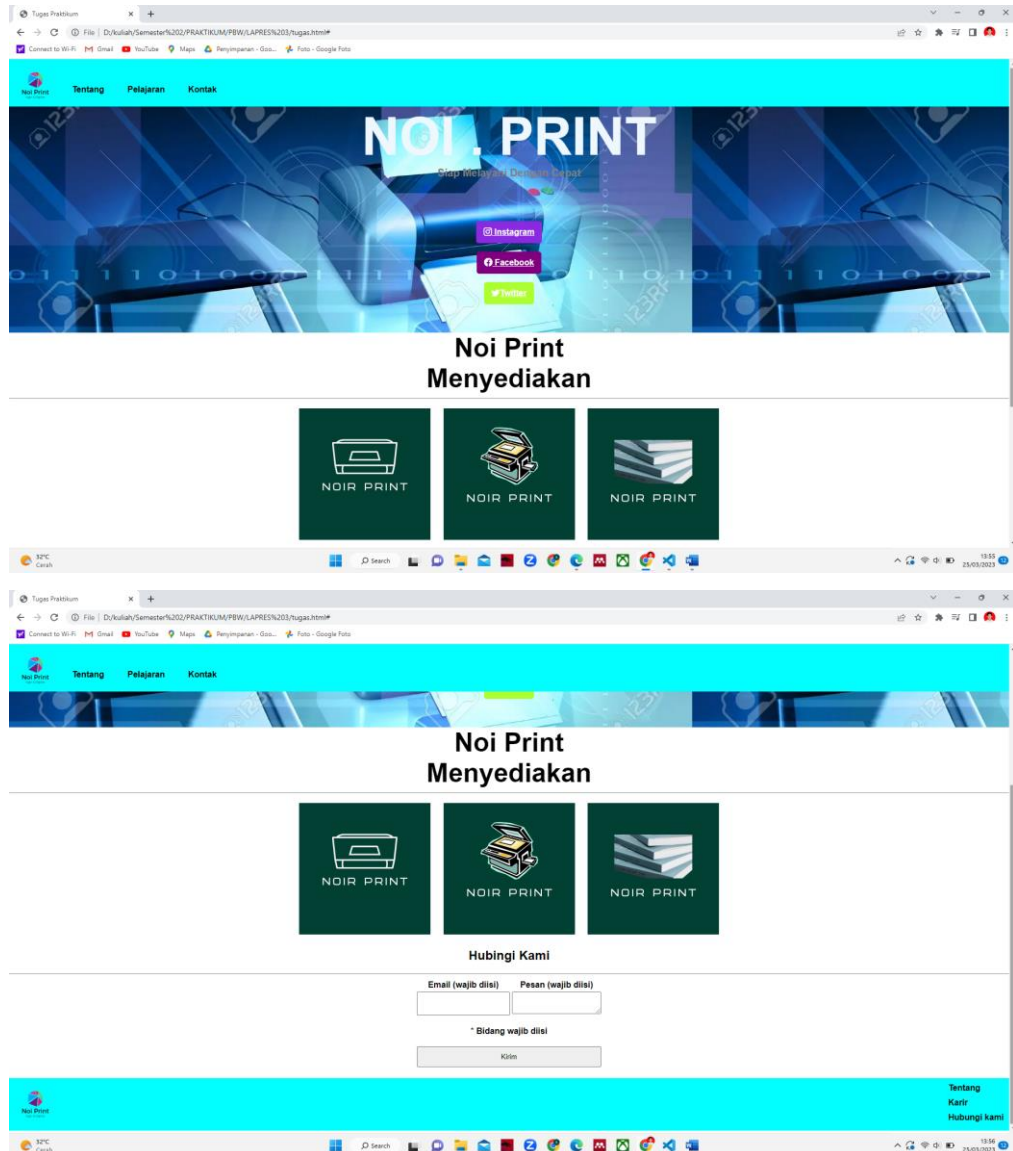 Tugas Praktikum
File | D:/kuliah/Semester%202/PRAKTIKUM/PBW/LAPRES%203/tugas.html#
Connect to Wi-Fi Gmail YouTube Maps Penyimpanan - Goo... Foto - Google Foto
Noi Print
Tentang Pelajaran Kontak
NOI . PRINT
Siap Melayani Dengan Cepat
Instagram
Facebook
Twitter
Noi Print
Menyediakan
NOIR PRINT NOIR PRINT NOIR PRINT
32°C
Cerah
Search
13:55
25/03/2023
Tugas Praktikum
File | D:/kuliah/Semester%202/PRAKTIKUM/PBW/LAPRES%203/tugas.html#
Connect to Wi-Fi Gmail YouTube Maps Penyimpanan - Goo... Foto - Google Foto
Noi Print
Tentang Pelajaran Kontak
Noi Print
Menyediakan
NOIR PRINT NOIR PRINT NOIR PRINT
Hubingi Kami
Email (wajib diisi) Pesan (wajib diisi)
* Bidang wajib diisi
Kirim
Noi Print
Tentang
Karir
Hubungi kami
32°C
Cerah
Search
13:56
25/03/2023